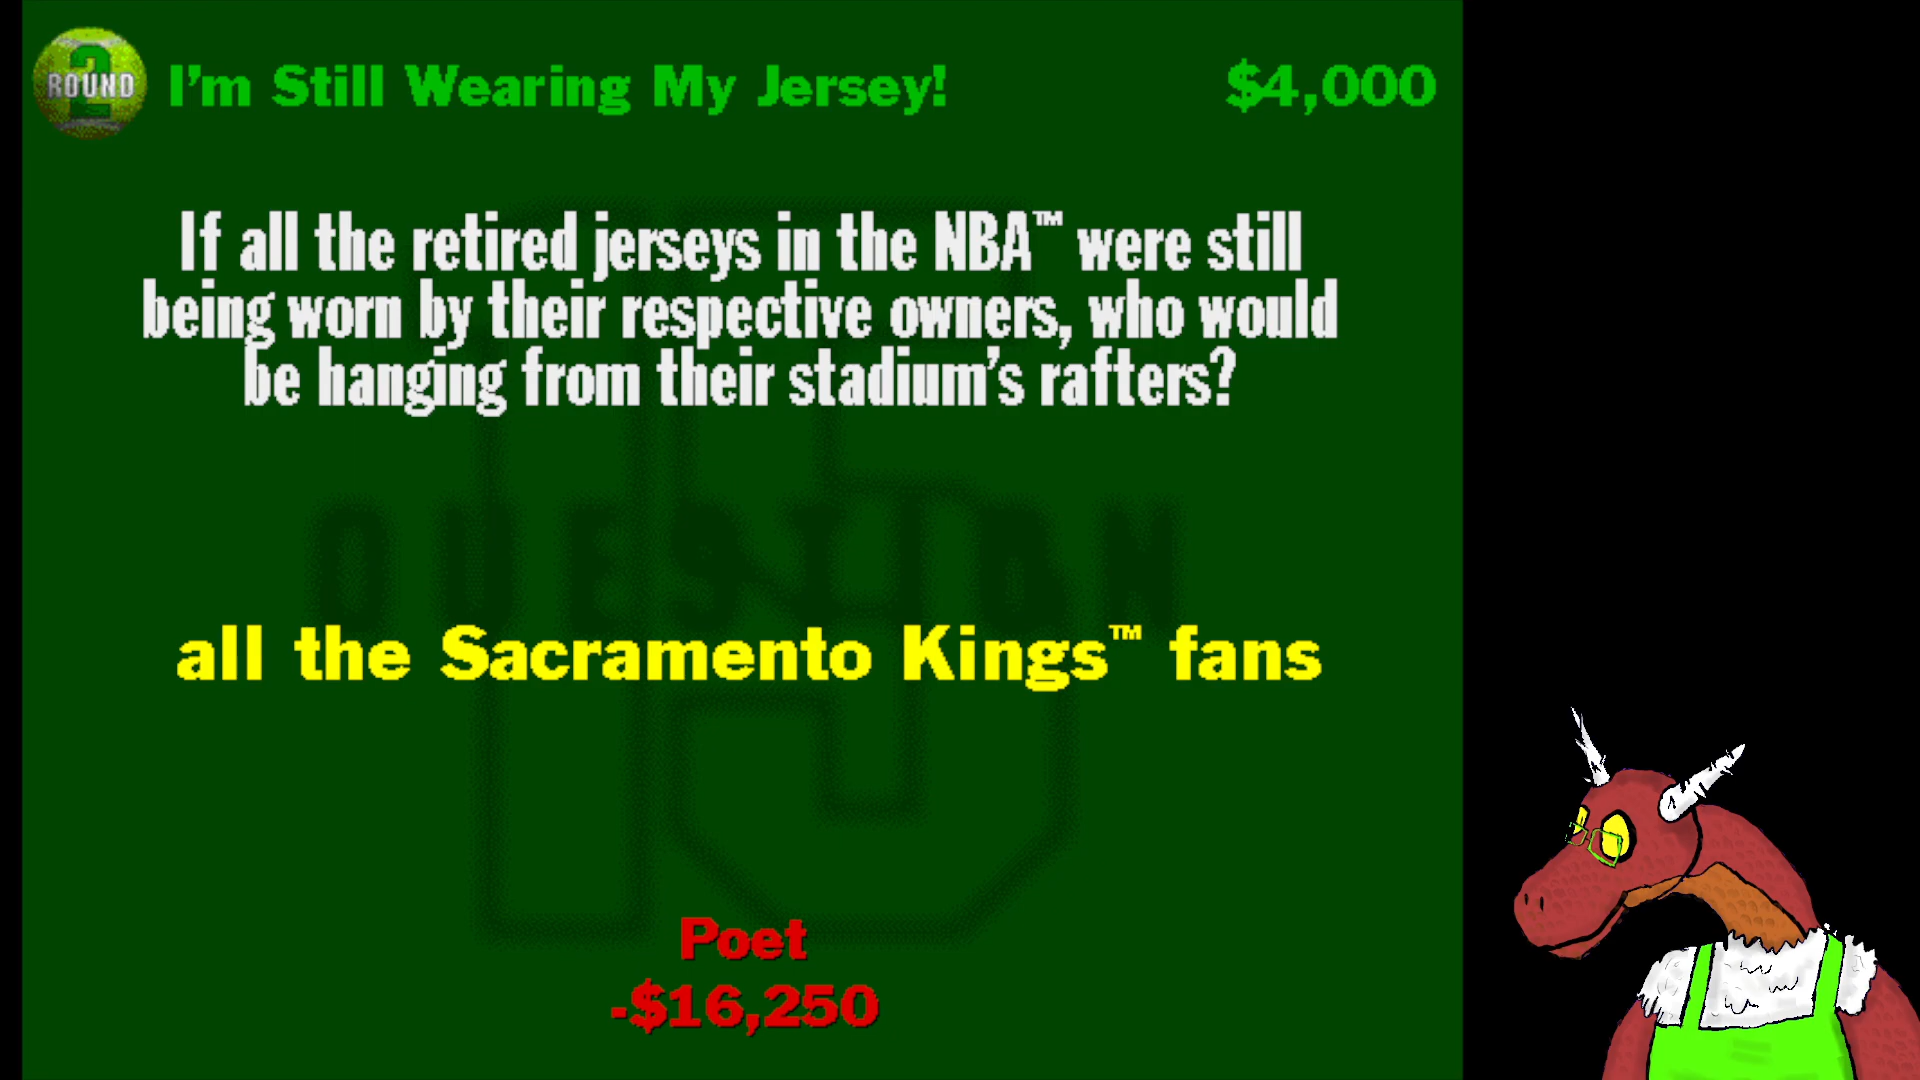 2
ROUND
I'm Still Wearing My Jersey!
$4,000
If all the retired jerseys in the NBA™ were still
being worn by their respective owners, who would
be hanging from their stadium's rafters?
QUESTION
15
all the Sacramento Kings™ fans
Poet
-$16,250